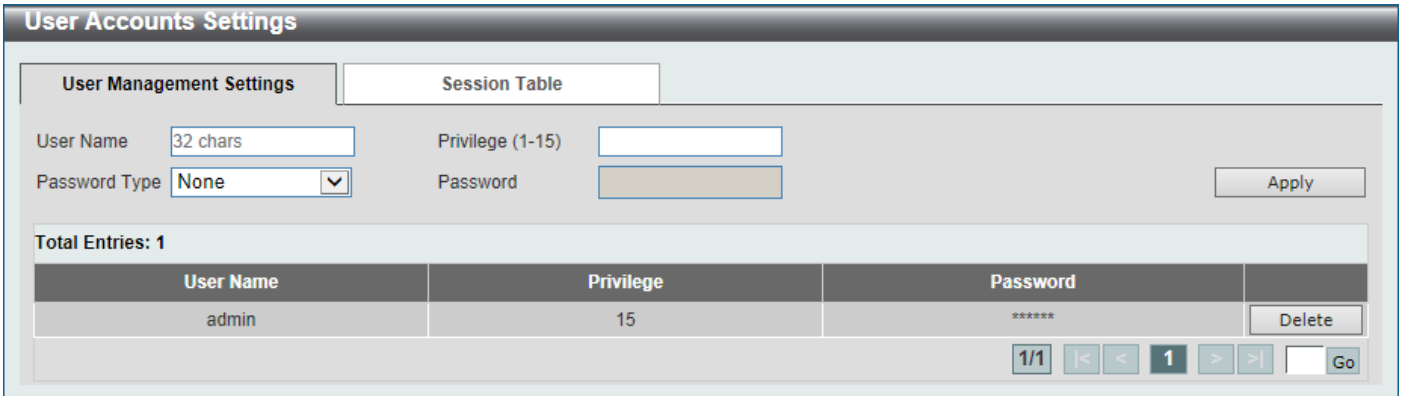 User Accounts Settings
User Management Settings Session Table
User Name 32 chars Privilege (1-15)
Password Type None Password Apply
Total Entries: 1
User Name Privilege Password
admin 15 ****** Delete
1/1 |< < 1 > >| Go